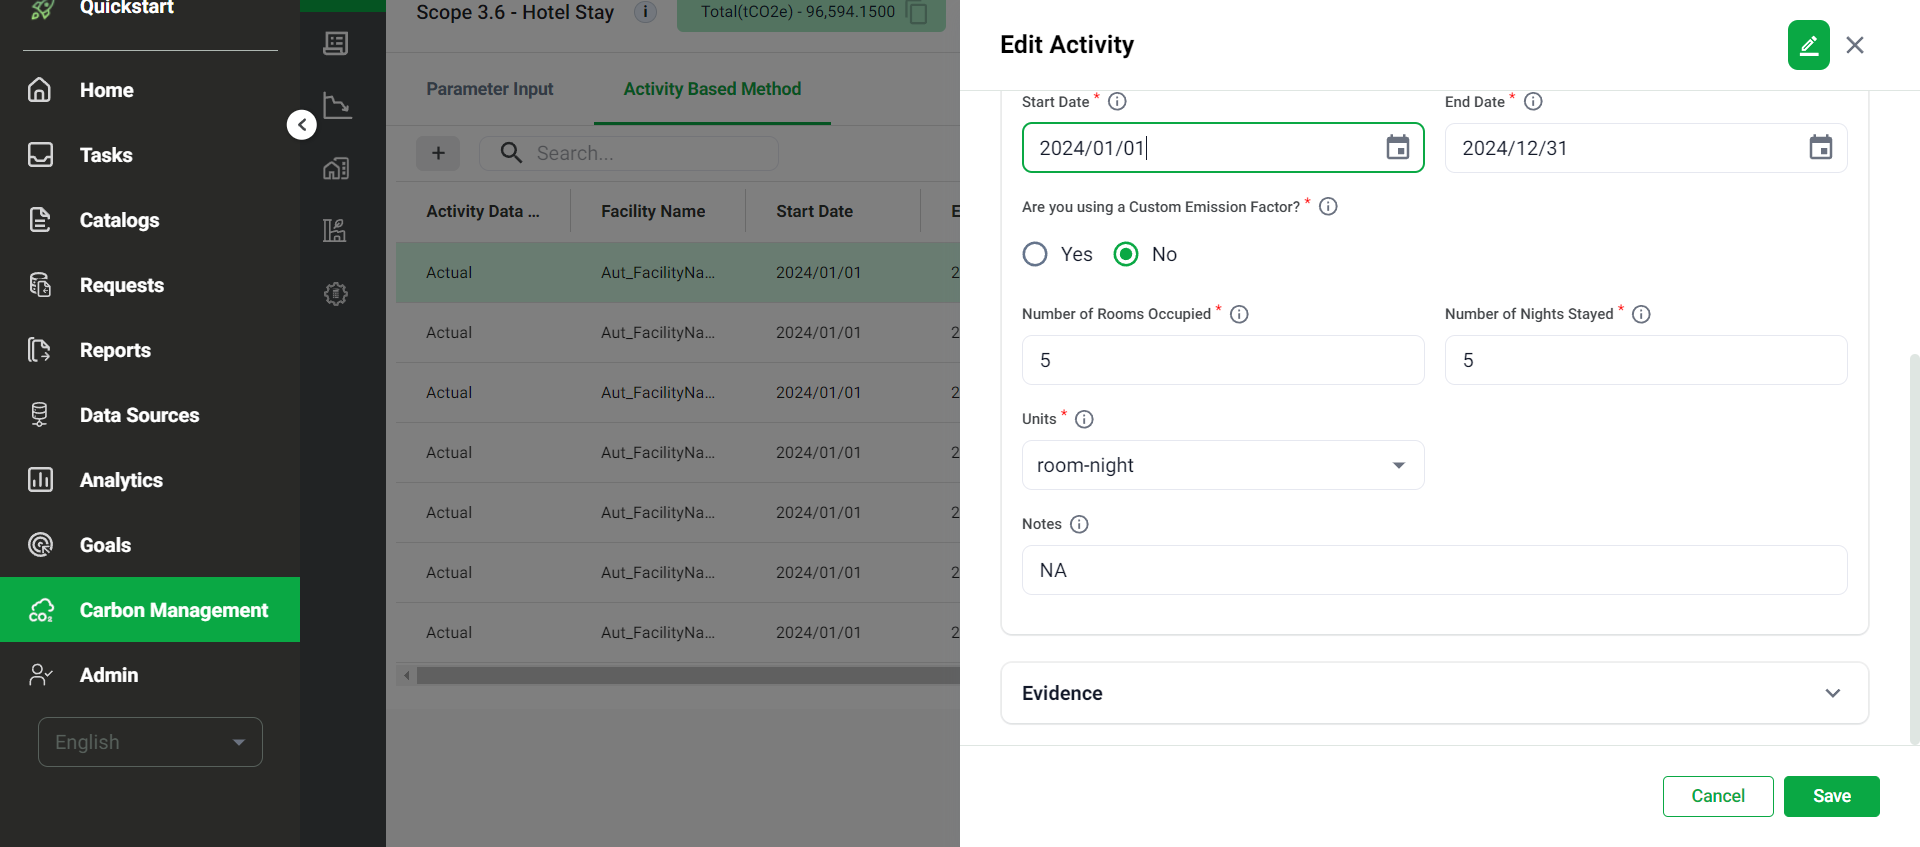 Quickstart
Home
Tasks
Catalogs
Requests
Reports
Data Sources
Analytics
Goals
Carbon Management
Admin
English
Scope 3.6 - Hotel Stay
Total(tCO2e) - 96,594.1500
Parameter Input
Activity Based Method
+
Search...
Activity Data ... Facility Name Start Date E
Actual Aut_FacilityNa... 2024/01/01 2
Actual Aut_FacilityNa... 2024/01/01 2
Actual Aut_FacilityNa... 2024/01/01 2
Actual Aut_FacilityNa... 2024/01/01 2
Actual Aut_FacilityNa... 2024/01/01 2
Actual Aut_FacilityNa... 2024/01/01 2
Actual Aut_FacilityNa... 2024/01/01 2
Edit Activity
Start Date *
2024/01/01
End Date *
2024/12/31
Are you using a Custom Emission Factor? *
Yes No
Number of Rooms Occupied *
5
Number of Nights Stayed *
5
Units *
room-night
Notes
NA
Evidence
Cancel Save